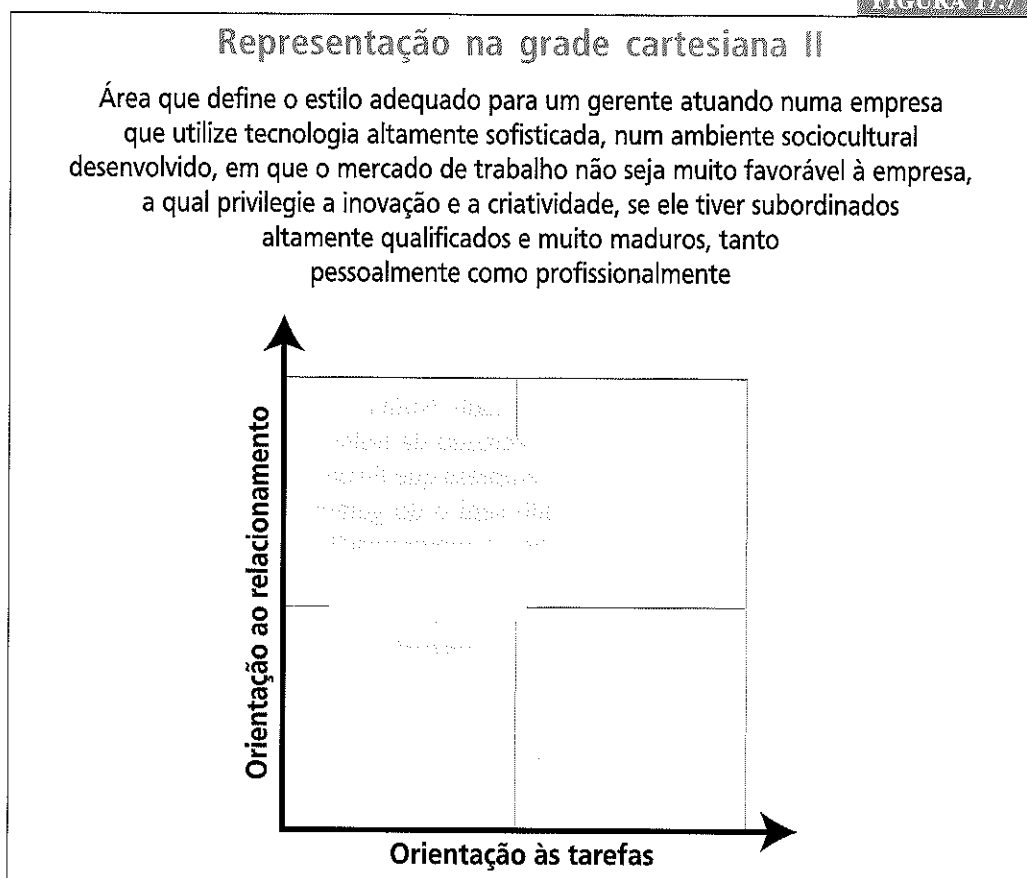 Representação na grade cartesiana II
Área que define o estilo adequado para um gerente atuando numa empresa
que utilize tecnologia altamente sofisticada, num ambiente sociocultural
desenvolvido, em que o mercado de trabalho não seja muito favorável à empresa,
a qual privilegie a inovação e a criatividade, se ele tiver subordinados
altamente qualificados e muito maduros, tanto
pessoalmente como profissionalmente
Orientação ao relacionamento
Orientação às tarefas